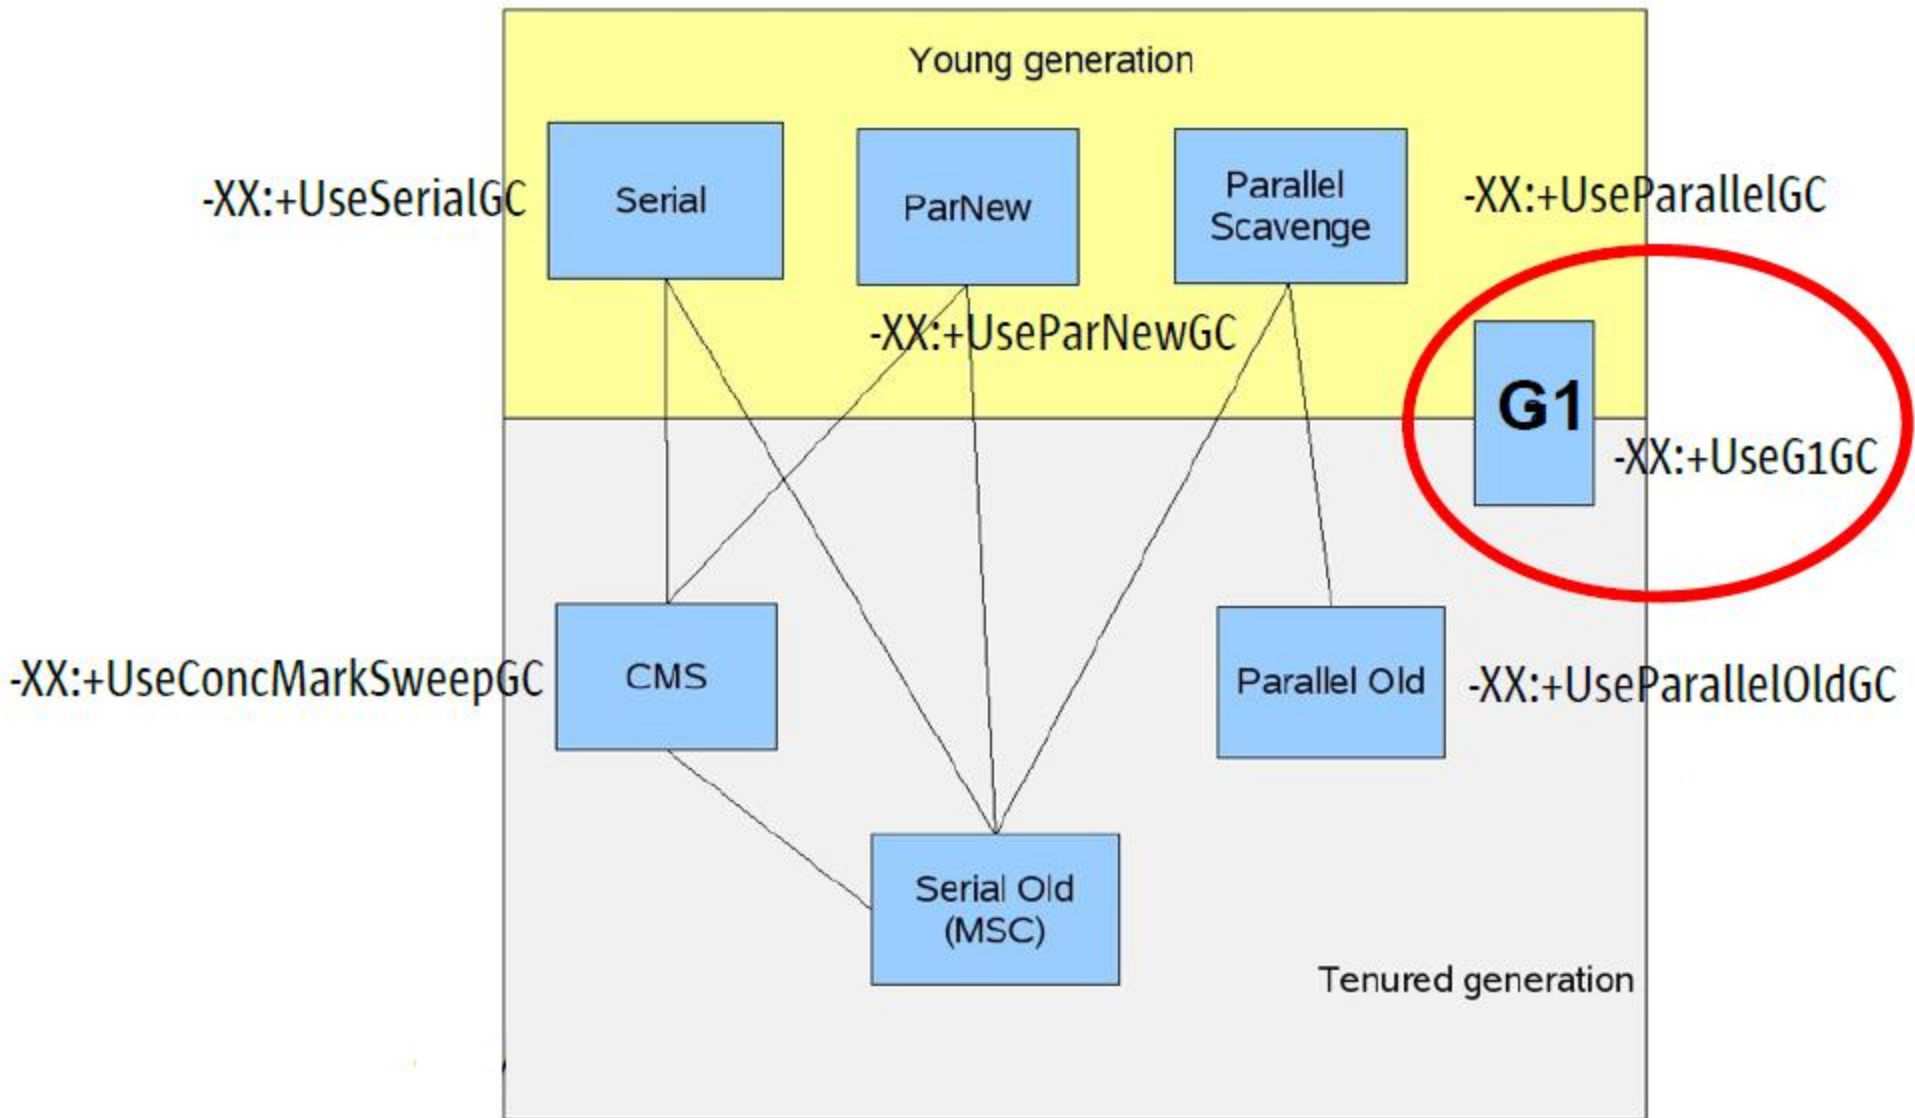 Young generation
-XX:+UseSerialGC
Serial
ParNew
Parallel
Scavenge
-XX:+UseParallelGC
-XX:+UseParNewGC
G1
-XX:+UseG1GC
-XX:+UseConcMarkSweepGC
CMS
Parallel Old
-XX:+UseParallelOldGC
Serial Old
(MSC)
Tenured generation